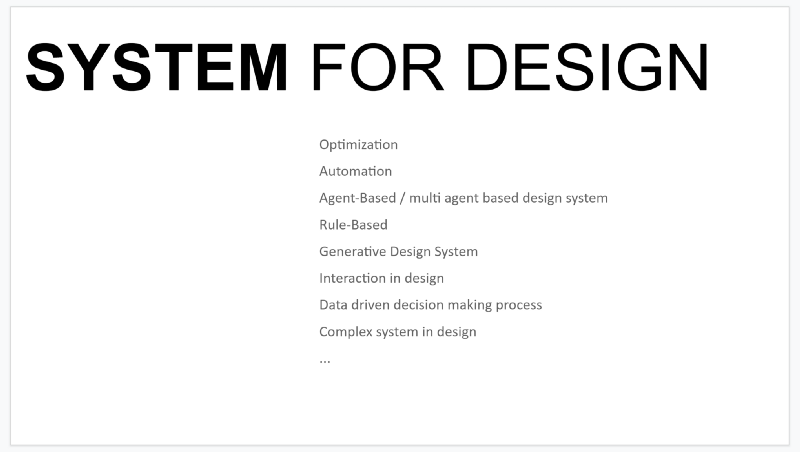 SYSTEM FOR DESIGN
Optimization
Automation
Agent-Based / multi agent based design system
Rule-Based
Generative Design System
Interaction in design
Data driven decision making process
Complex system in design
...